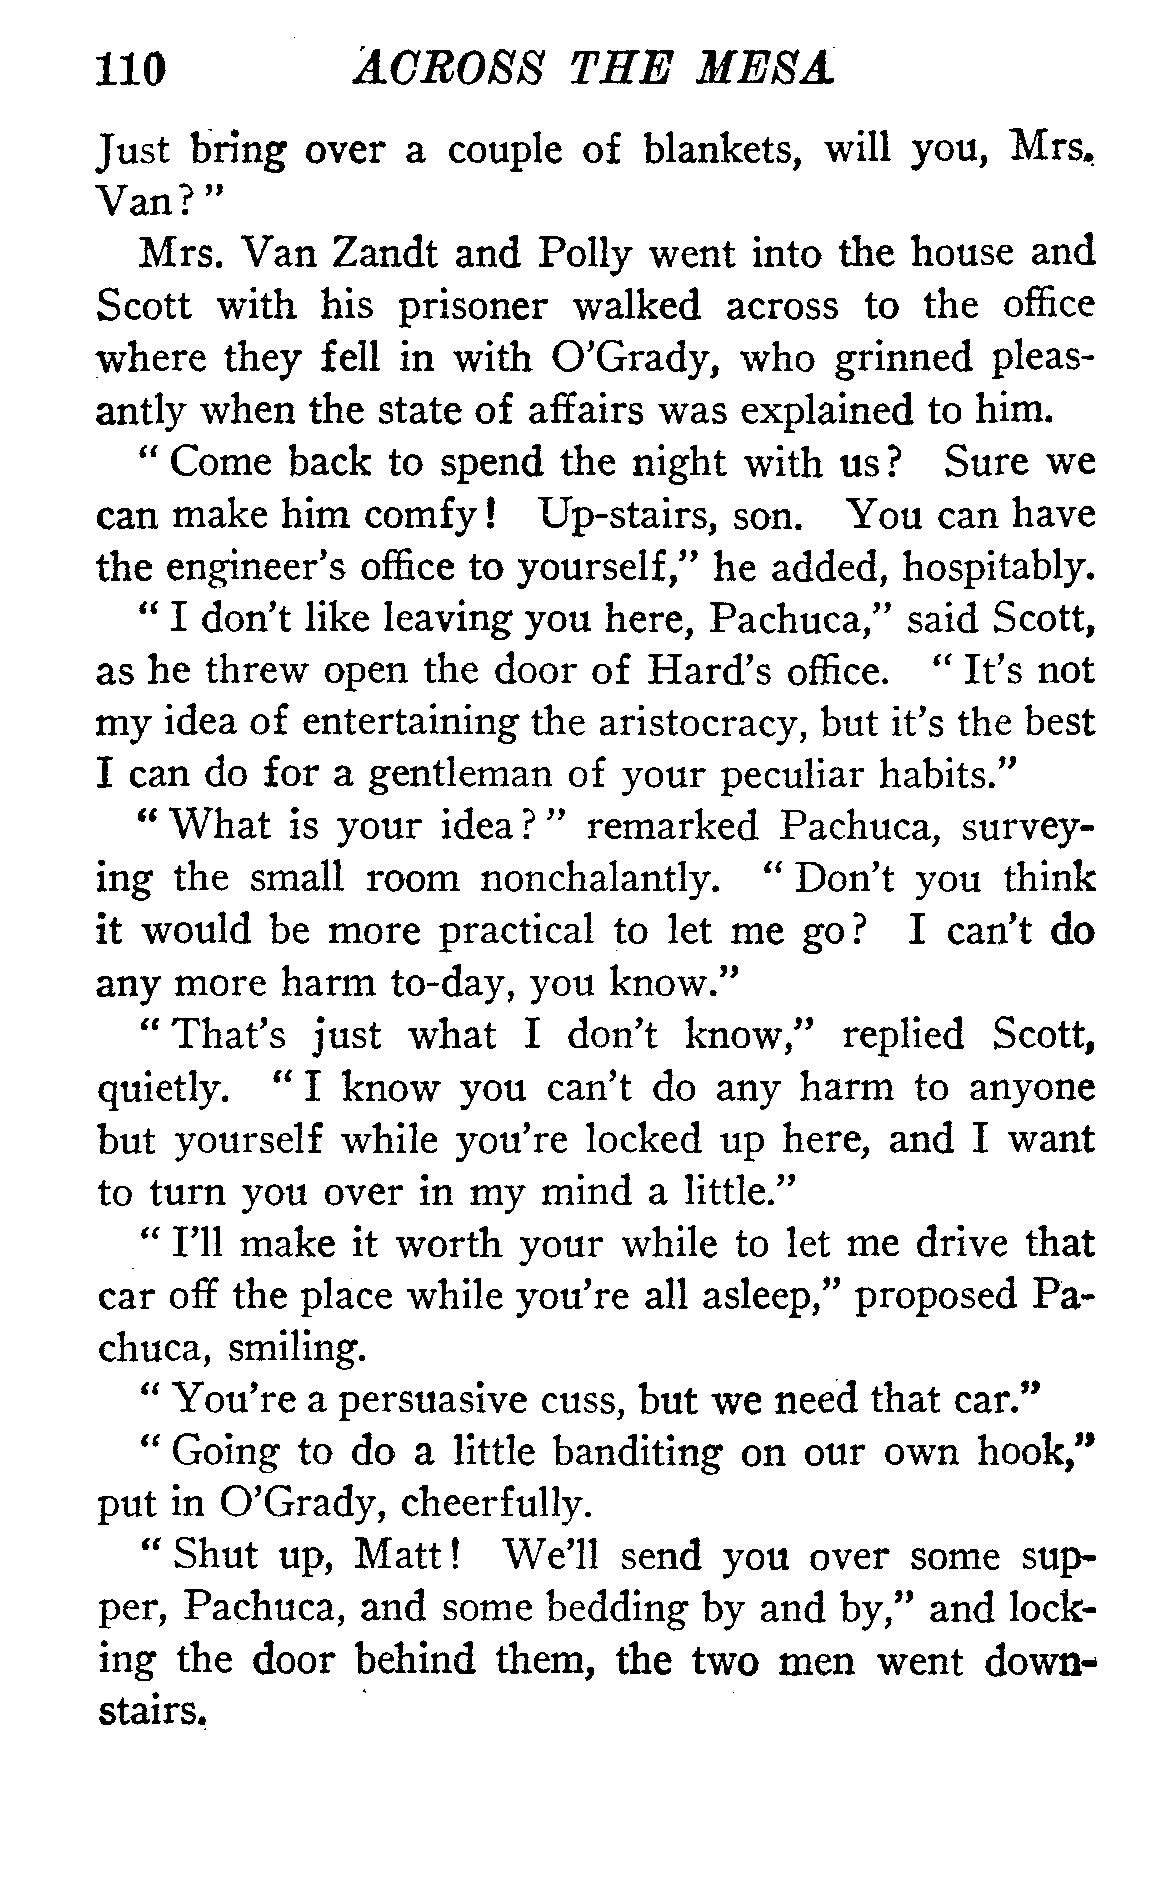 110 ACROSS THE MESA
Just bring over a couple of blankets, will you, Mrs.
Van?"
Mrs. Van Zandt and Polly went into the house and
Scott with his prisoner walked across to the office
where they fell in with O'Grady, who grinned pleas-
antly when the state of affairs was explained to him.
"Come back to spend the night with us? Sure we
can make him comfy! Up-stairs, son. You can have
the engineer's office to yourself," he added, hospitably.
"I don't like leaving you here, Pachuca," said Scott,
as he threw open the door of Hard's office. "It's not
my idea of entertaining the aristocracy, but it's the best
I can do for a gentleman of your peculiar habits."
"What is your idea?" remarked Pachuca, survey-
ing the small room nonchalantly. "Don't you think
it would be more practical to let me go? I can't do
any more harm to-day, you know."
"That's just what I don't know," replied Scott,
quietly. "I know you can't do any harm to anyone
but yourself while you're locked up here, and I want
to turn you over in my mind a little."
"I'll make it worth your while to let me drive that
car off the place while you're all asleep," proposed Pa-
chuca, smiling.
"You're a persuasive cuss, but we need that car."
"Going to do a little banditing on our own hook,"
put in O'Grady, cheerfully.
"Shut up, Matt! We'll send you over some sup-
per, Pachuca, and some bedding by and by," and lock-
ing the door behind them, the two men went down-
stairs.